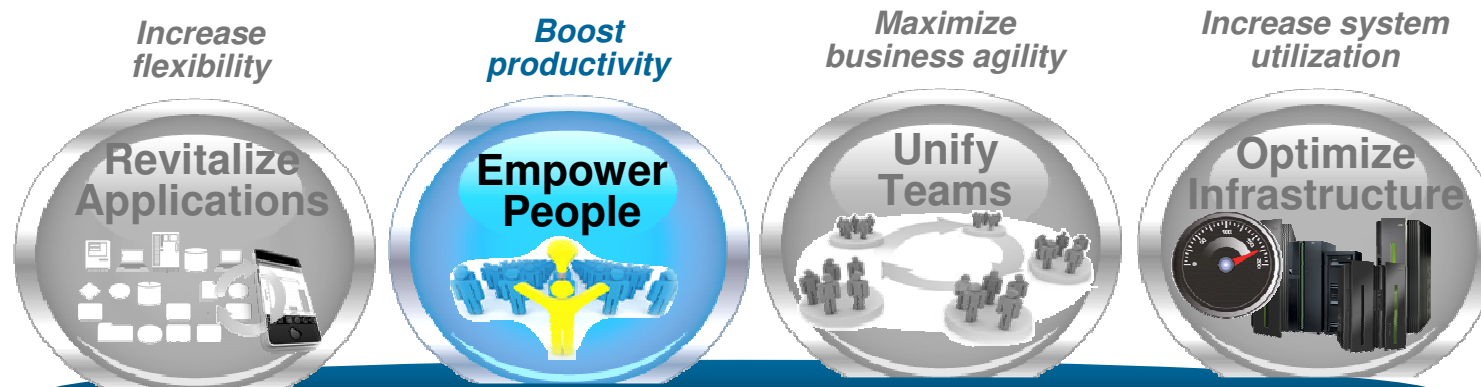 Increase
flexibility
Boost
productivity
Maximize
business agility
Increase system
utilization
Revitalize
Applications
Empower
People
Unify
Teams
Optimize
Infrastructure